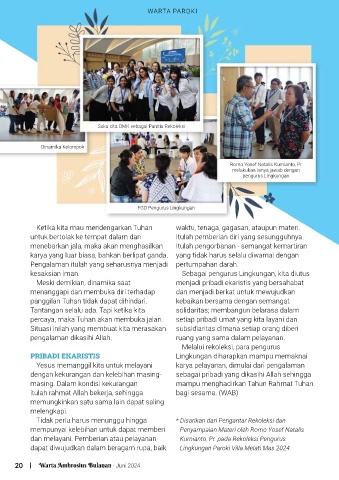 WARTA PAROKI
Suka cita OMK sebagai Panitia Rekoleksi
Dinamika Kelompok
Romo Yosef Natalis Kurnianto, Pr
melakukan tanya jawab dengan
pengurus Lingkungan
FGD Pengurus Lingkungan
Ketika kita mau mendengarkan Tuhan
untuk bertolak ke tempat dalam dan
menebarkan jala, maka akan menghasilkan
karya yang luar biasa, bahkan berlipat ganda.
Pengalaman itulah yang seharusnya menjadi
kesaksian iman.
Meski demikian, dinamika saat
menanggapi dan membuka diri terhadap
panggilan Tuhan tidak dapat dihindari.
Tantangan selalu ada. Tapi ketika kita
percaya, maka Tuhan akan membuka jalan.
Situasi inilah yang membuat kita merasakan
pengalaman dikasihi Allah.
PRIBADI EKARISTIS
Yesus memanggil kita untuk melayani
dengan kekurangan dan kelebihan masing-
masing. Dalam kondisi kekurangan
itulah rahmat Allah bekerja, sehingga
memungkinkan satu sama lain dapat saling
melengkapi.
Tidak perlu harus menunggu hingga
mempunyai kelebihan untuk dapat memberi
dan melayani. Pemberian atau pelayanan
dapat diwujudkan dalam beragam rupa, baik
waktu, tenaga, gagasan, ataupun materi.
Itulah pemberian diri yang sesungguhnya.
Itulah pengorbanan - semangat kemartiran
yang tidak harus selalu diwarnai dengan
pertumpahan darah.
Sebagai pengurus Lingkungan, kita diutus
menjadi pribadi ekaristis yang bersahabat
dan menjadi berkat untuk mewujudkan
kebaikan bersama dengan semangat
solidaritas; membangun belarasa dalam
setiap pribadi umat yang kita layani dan
subsidiaritas dimana setiap orang diberi
ruang yang sama dalam pelayanan.
Melalui rekoleksi, para pengurus
Lingkungan diharapkan mampu memaknai
karya pelayanan, dimulai dari pengalaman
sebagai pribadi yang dikasihi Allah sehingga
mampu menghadirkan Tahun Rahmat Tuhan
bagi sesama. (WAB)
* Disarikan dari Pengantar Rekoleksi dan
Penyampaian Materi oleh Romo Yosef Natalis
Kurnianto, Pr. pada Rekoleksi Pengurus
Lingkungan Paroki Villa Melati Mas 2024.
20 | Warta Ambrosius Bulanan - Juni 2024